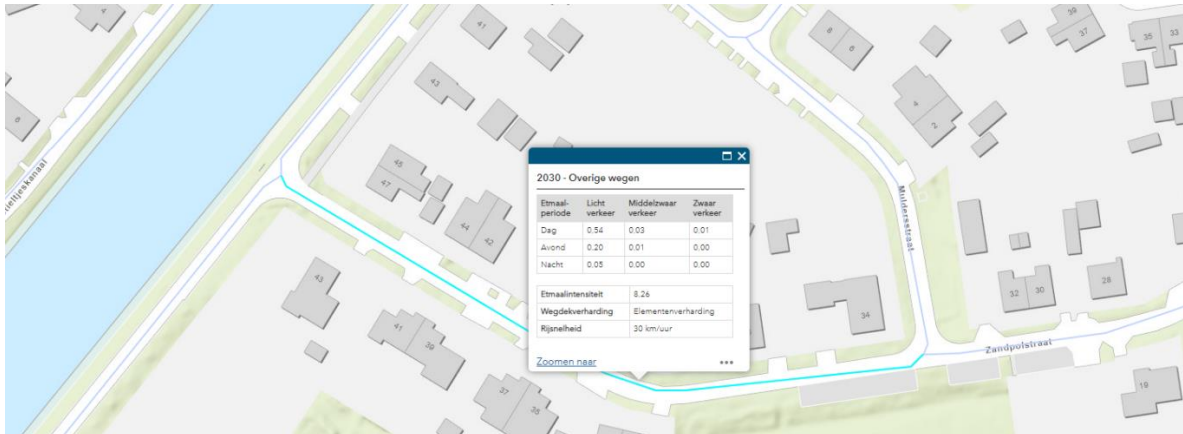 2030 - Overige wegen
Etmaal-periode Licht verkeer Middelzwaar verkeer Zwaar verkeer
Dag 0.54 0.03 0.01
Avond 0.20 0.01 0.00
Nacht 0.05 0.00 0.00
Etmaalintensiteit 8.26
Wegdekverharding Elementenverharding
Rijsnelheid 30 km/uur
Zoomen naar
Stieltjeskanaal
Muldersstraat
Zandpolstraat
4
6
41
43
45
47
44
42
43
41
39
37
35
8
6
4
2
39
37
35
33
32
30
28
34
19